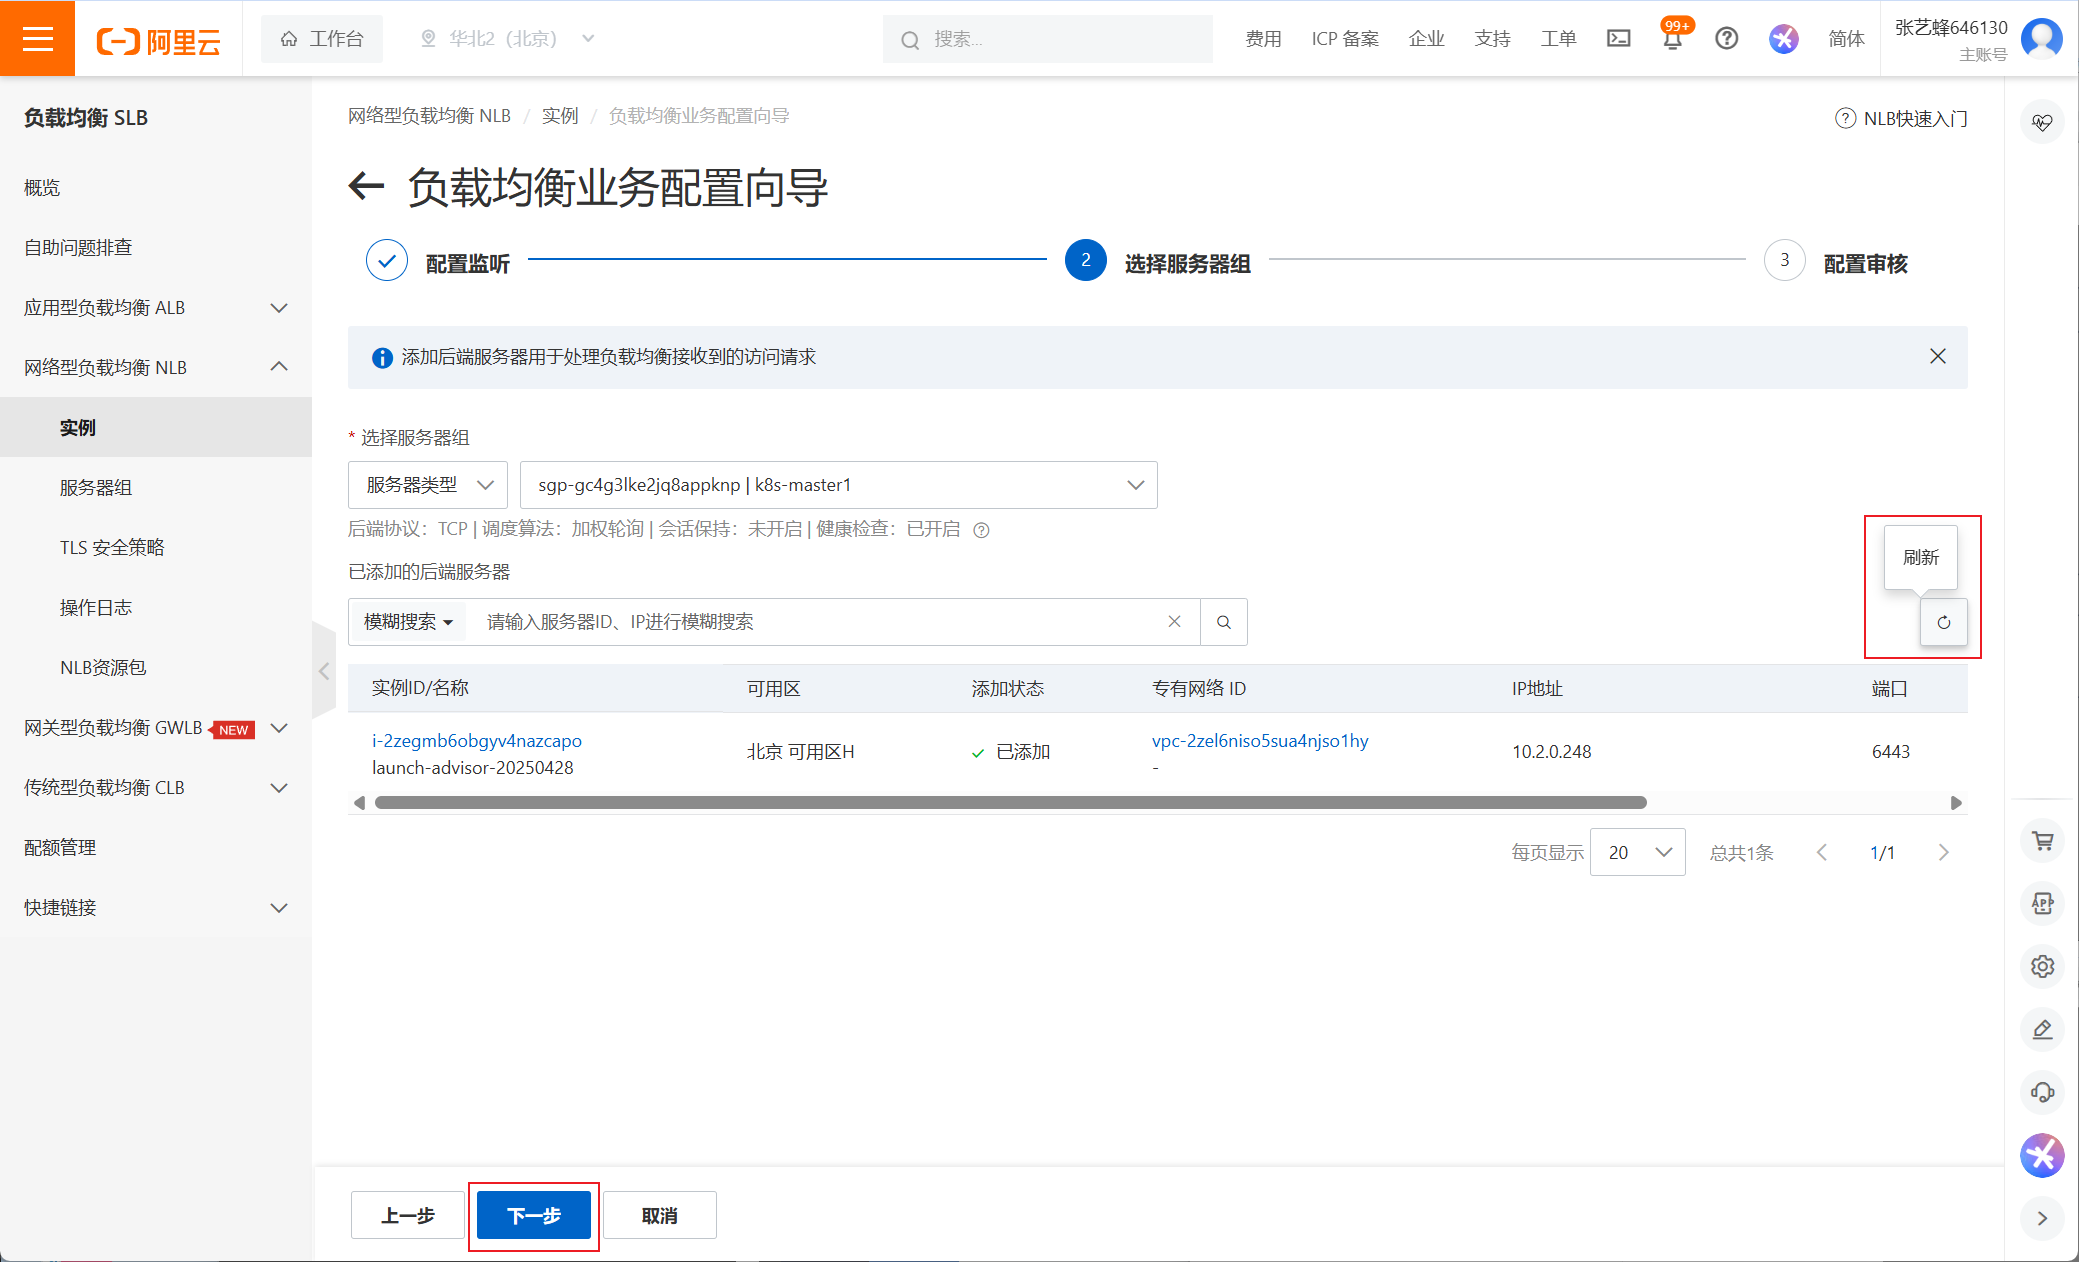 阿里云
工作台
华北2（北京）
搜索...
费用
ICP 备案
企业
支持
工单
99+
简体
张艺蜂646130
主账号
负载均衡 SLB
概览
自助问题排查
应用型负载均衡 ALB
网络型负载均衡 NLB
实例
服务器组
TLS 安全策略
操作日志
NLB资源包
网关型负载均衡 GWLB NEW
传统型负载均衡 CLB
配额管理
快捷链接
网络型负载均衡 NLB / 实例 / 负载均衡业务配置向导
NLB快速入门
负载均衡业务配置向导
配置监听
2 选择服务器组
3 配置审核
添加后端服务器用于处理负载均衡接收到的访问请求
* 选择服务器组
服务器类型
sgp-gc4g3lke2jq8appknp | k8s-master1
后端协议：TCP | 调度算法：加权轮询 | 会话保持：未开启 | 健康检查：已开启
已添加的后端服务器
刷新
模糊搜索
请输入服务器ID、IP进行模糊搜索
实例ID/名称 可用区 添加状态 专有网络 ID IP地址 端口
i-2zegmb6obgyv4nazcapo
launch-advisor-20250428
北京 可用区H
已添加
vpc-2zel6niso5sua4njso1hy
-
10.2.0.248
6443
每页显示 20 总共1条 1/1
APP
上一步 下一步 取消